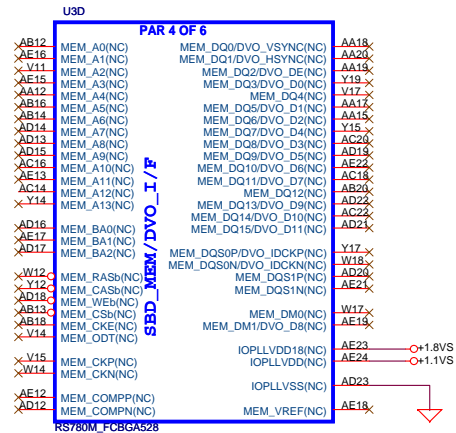 U3D
PAR 4 OF 6
AB12 MEM_A0(NC) MEM_DQ0/DVO_VSYNC(NC) AA18
AE16 MEM_A1(NC) MEM_DQ1/DVO_HSYNC(NC) AA20
V11 MEM_A2(NC) MEM_DQ2/DVO_DE(NC) AA19
AE15 MEM_A3(NC) MEM_DQ3/DVO_D0(NC) Y19
AA12 MEM_A4(NC) MEM_DQ4(NC) V17
AB16 MEM_A5(NC) MEM_DQ5/DVO_D1(NC) AA17
AB14 MEM_A6(NC) MEM_DQ6/DVO_D2(NC) AA15
AD14 MEM_A7(NC) MEM_DQ7/DVO_D4(NC) Y15
AD13 MEM_A8(NC) MEM_DQ8/DVO_D3(NC) AC20
AD15 MEM_A9(NC) MEM_DQ9/DVO_D5(NC) AD19
AC16 MEM_A10(NC) MEM_DQ10/DVO_D6(NC) AE22
AE13 MEM_A11(NC) MEM_DQ11/DVO_D7(NC) AC18
AC14 MEM_A12(NC) MEM_DQ12(NC) AB20
Y14 MEM_A13(NC) MEM_DQ13/DVO_D9(NC) AD22
MEM_DQ14/DVO_D10(NC) AC22
AD16 MEM_BA0(NC) MEM_DQ15/DVO_D11(NC) AD21
AE17 MEM_BA1(NC)
AD17 MEM_BA2(NC) MEM_DQS0P/DVO_IDCKP(NC) Y17
MEM_DQS0N/DVO_IDCKN(NC) W18
W12 MEM_RASb(NC) MEM_DQS1P(NC) AD20
Y12 MEM_CASb(NC) MEM_DQS1N(NC) AE21
AD18 MEM_WEb(NC)
AB13 MEM_CSb(NC) MEM_DM0(NC) W17
AB18 MEM_CKE(NC) MEM_DM1/DVO_D8(NC) AE19
V14 MEM_ODT(NC)
IOPLLVDD18(NC) AE23 +1.8VS
V15 MEM_CKP(NC) IOPLLVDD(NC) AE24 +1.1VS
W14 MEM_CKN(NC)
IOPLLVSS(NC) AD23
AE12 MEM_COMPP(NC)
AD12 MEM_COMPN(NC) MEM_VREF(NC) AE18
SBD_MEM/DVO_I/F
RS780M_FCBGA528